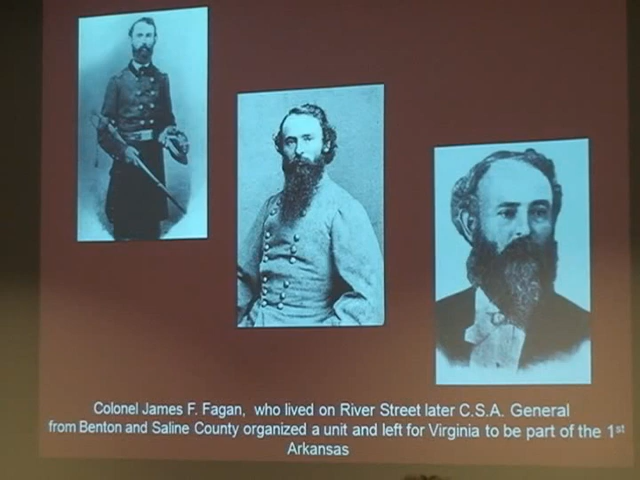 Colonel James F. Fagan, who lived on River Street later C.S.A. General
from Benton and Saline County organized a unit and left for Virginia to be part of the 1st
Arkansas